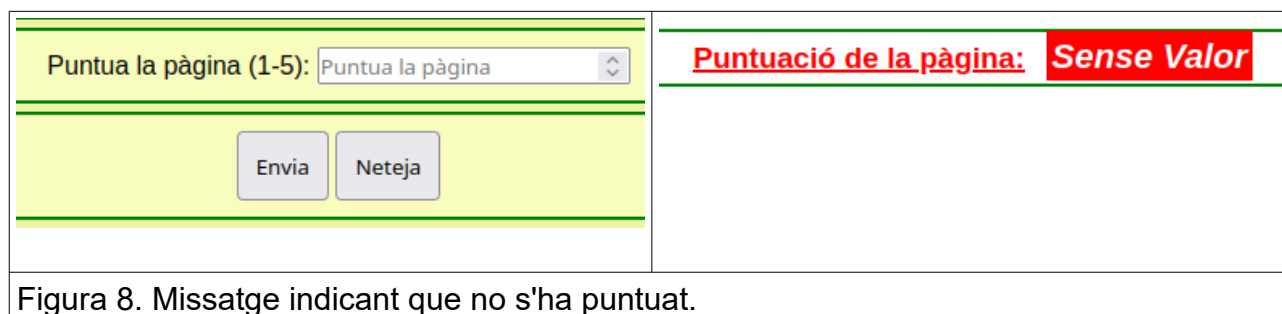 Puntua la pàgina (1-5): Puntua la pàgina
Envia Neteja
Puntuació de la pàgina: Sense Valor
Figura 8. Missatge indicant que no s'ha puntuat.